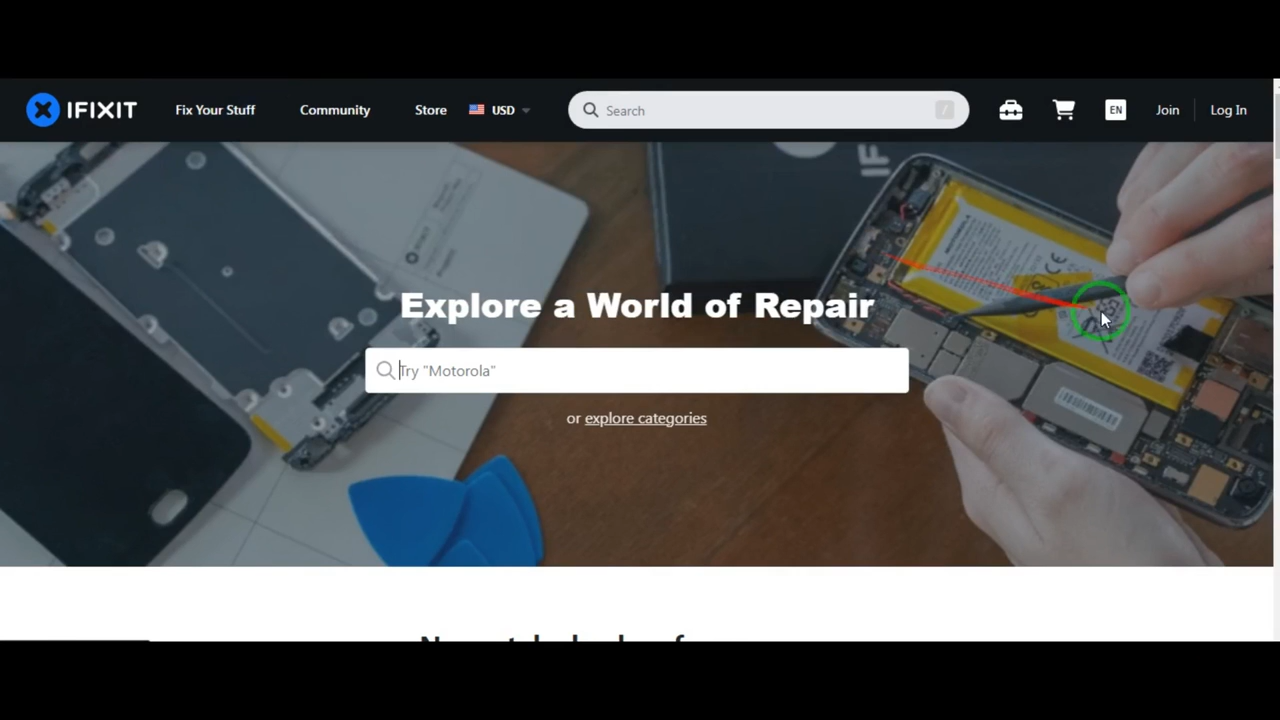 IFIXIT
Fix Your Stuff
Community
Store
USD
Search
/
EN
Join
Log In
Explore a World of Repair
Try "Motorola"
or explore categories